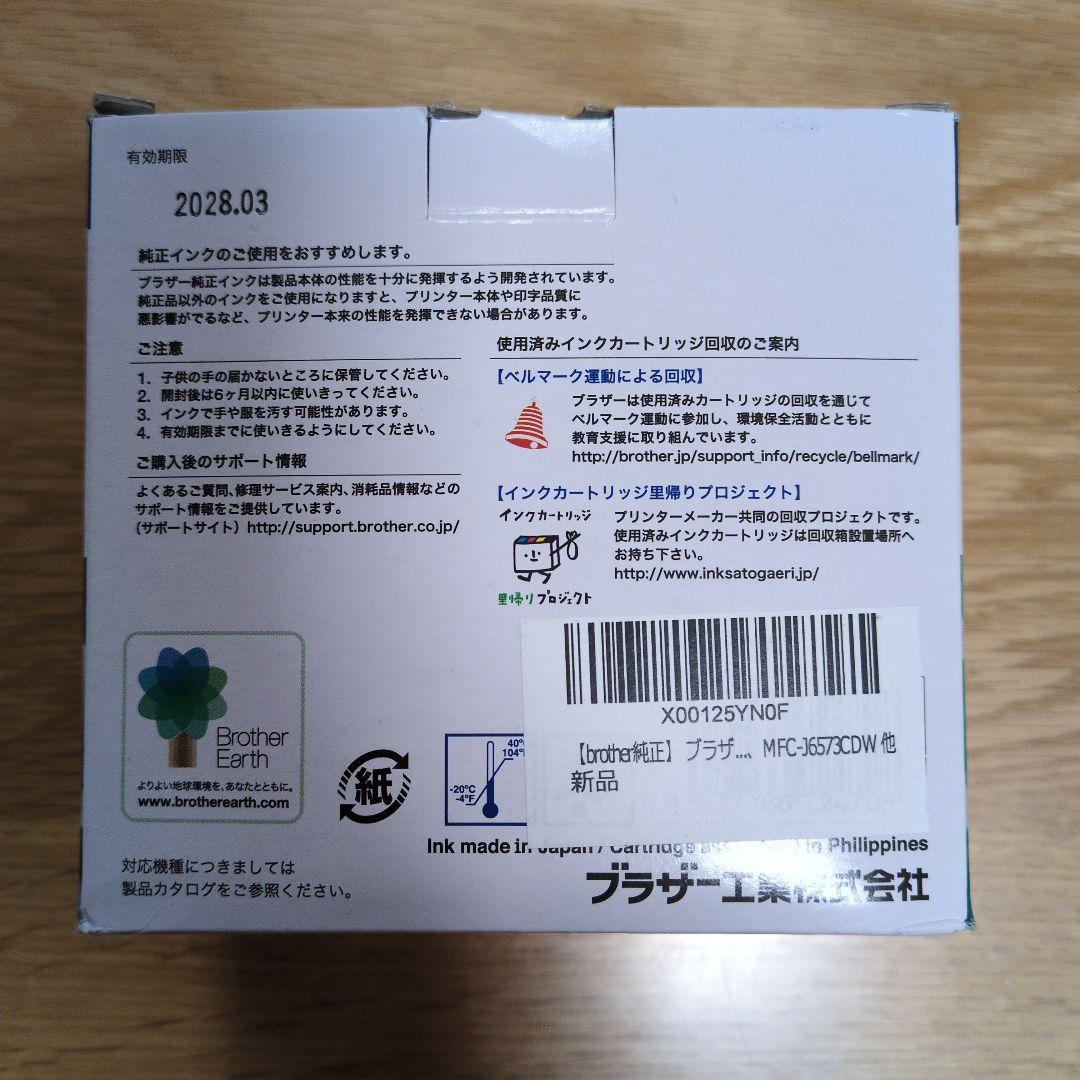 有効期限
2028.03
純正インクのご使用をおすすめします。
ブラザー純正インクは製品本体の性能を十分に発揮するよう開発されています。
純正品以外のインクをご使用になりますと、プリンター本体や印字品質に
悪影響がでるなど、プリンター本来の性能を発揮できない場合があります。
ご注意
1. 子供の手の届かないところに保管してください。
2. 開封後は6ヶ月以内に使いきってください。
3. インクで手や服を汚す可能性があります。
4. 有効期限までに使いきるようにしてください。
ご購入後のサポート情報
よくあるご質問、修理サービス案内、消耗品情報などの
サポート情報をご提供しています。
(サポートサイト) http://support.brother.co.jp/
使用済みインクカートリッジ回収のご案内
【ベルマーク運動による回収】
ブラザーは使用済みカートリッジの回収を通じて
ベルマーク運動に参加し、環境保全活動とともに
教育支援に取り組んでいます。
http://brother.jp/support_info/recycle/bellmark/
【インクカートリッジ里帰りプロジェクト】
インクカートリッジ
里帰りプロジェクト
プリンターメーカー共同の回収プロジェクトです。
使用済みインクカートリッジは回収箱設置場所へ
お持ち下さい。
http://www.inksatogaeri.jp/
Brother
Earth
よりよい地球環境を、あなたとともに。
www.brotherearth.com
紙
40°
104°
-20°C
-4°F
X00125YN0F
【brother純正】ブラザ...、MFC-J6573CDW 他
新品
Ink made in Japan / Cartridge in Philippines
ブラザー工業株式会社
対応機種につきましては
製品カタログをご参照ください。